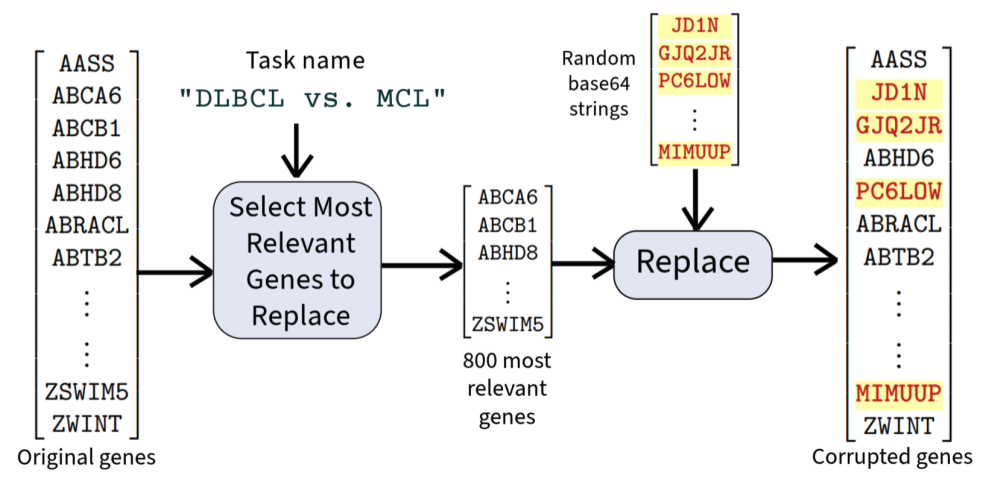 AASS
ABCA6
ABCB1
ABHD6
ABHD8
ABRACL
ABTB2
⋮
⋮
ZSWIM5
ZWINT
Original genes
Task name
"DLBCL vs. MCL"
Select Most
Relevant
Genes to
Replace
ABCA6
ABCB1
ABHD8
⋮
ZSWIM5
800 most
relevant
genes
Random
base64
strings
JD1N
GJQ2JR
PC6LOW
⋮
MIMUUP
Replace
AASS
JD1N
GJQ2JR
ABHD6
PC6LOW
ABRACL
ABTB2
⋮
⋮
MIMUUP
ZWINT
Corrupted genes